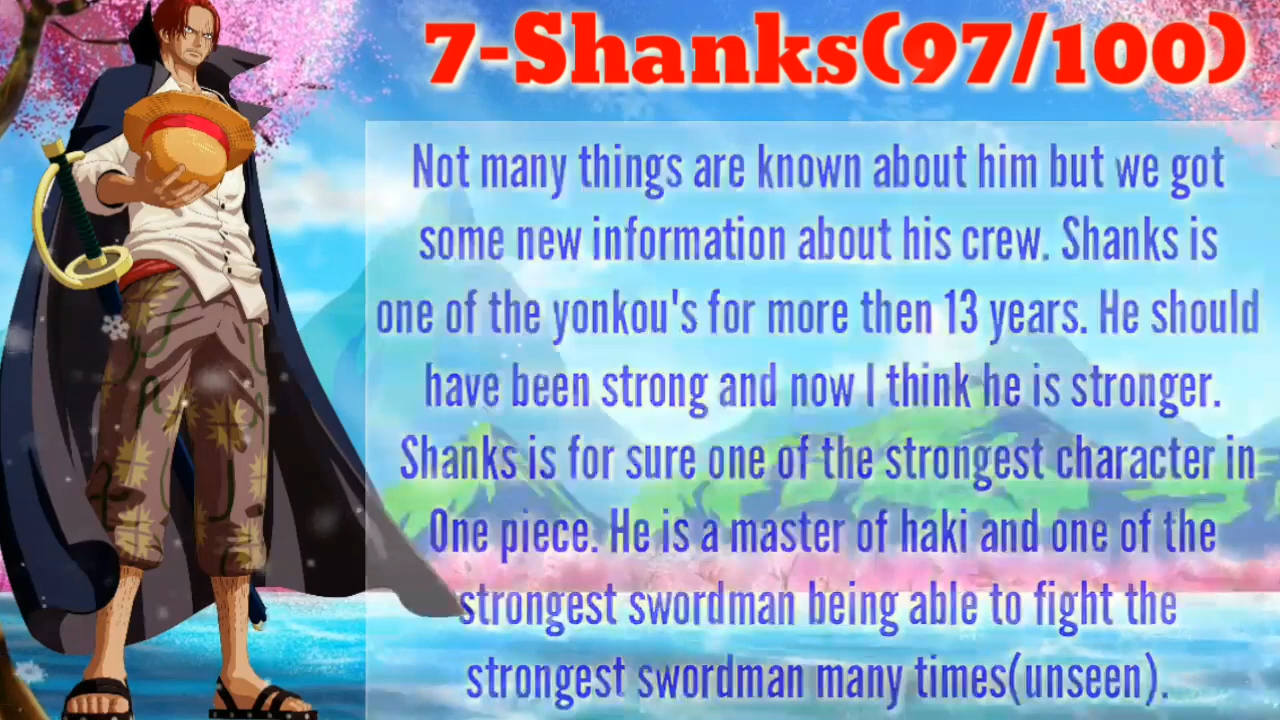 7-Shanks(97/100)
Not many things are known about him but we got
some new information about his crew. Shanks is
one of the yonkou's for more then 13 years. He should
have been strong and now I think he is stronger.
Shanks is for sure one of the strongest character in
One piece. He is a master of haki and one of the
strongest swordman being able to fight the
strongest swordman many times(unseen).